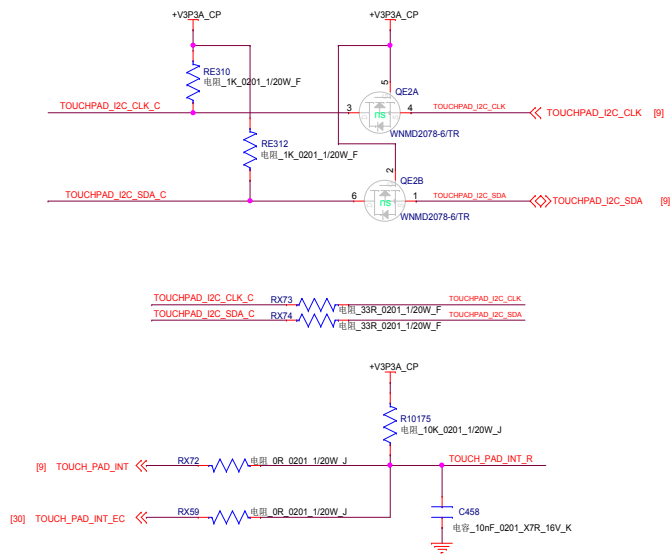 +V3P3A_CP
+V3P3A_CP
RE310
电阻_1K_0201_1/20W_F
5
QE2A
TOUCHPAD_I2C_CLK_C
3
4
TOUCHPAD_I2C_CLK
TOUCHPAD_I2C_CLK
[9]
ns
WNMD2078-6/TR
RE312
电阻_1K_0201_1/20W_F
2
QE2B
TOUCHPAD_I2C_SDA_C
6
1
TOUCHPAD_I2C_SDA
TOUCHPAD_I2C_SDA
[9]
ns
WNMD2078-6/TR
TOUCHPAD_I2C_CLK_C
RX73
TOUCHPAD_I2C_CLK
电阻_33R_0201_1/20W_F
TOUCHPAD_I2C_SDA_C
RX74
TOUCHPAD_I2C_SDA
电阻_33R_0201_1/20W_F
+V3P3A_CP
R10175
电阻_10K_0201_1/20W_J
[9]
TOUCH_PAD_INT
RX72
电阻_0R_0201_1/20W_J
TOUCH_PAD_INT_R
[30]
TOUCH_PAD_INT_EC
RX59
电阻_0R_0201_1/20W_J
C458
电容_10nF_0201_X7R_16V_K